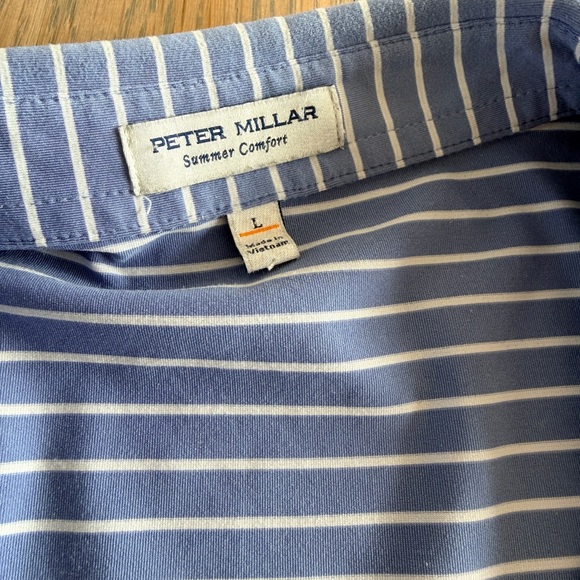 PETER MILLAR
Summer Comfort
L
Made in
Vietnam